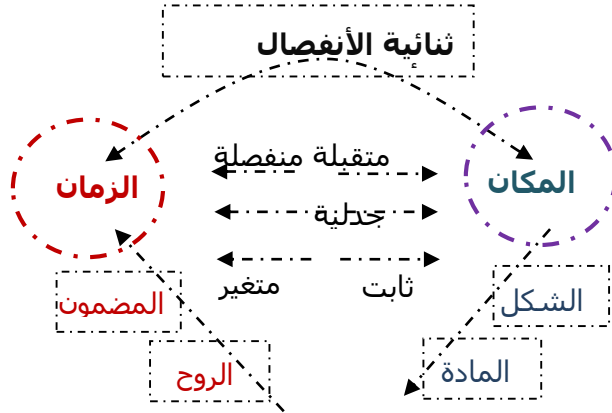 ثنائية الأنفصال
متقبلة منفصلة
المكان
الزمان
جدلية
ثابت
متغير
الشكل
المضمون
المادة
الروح